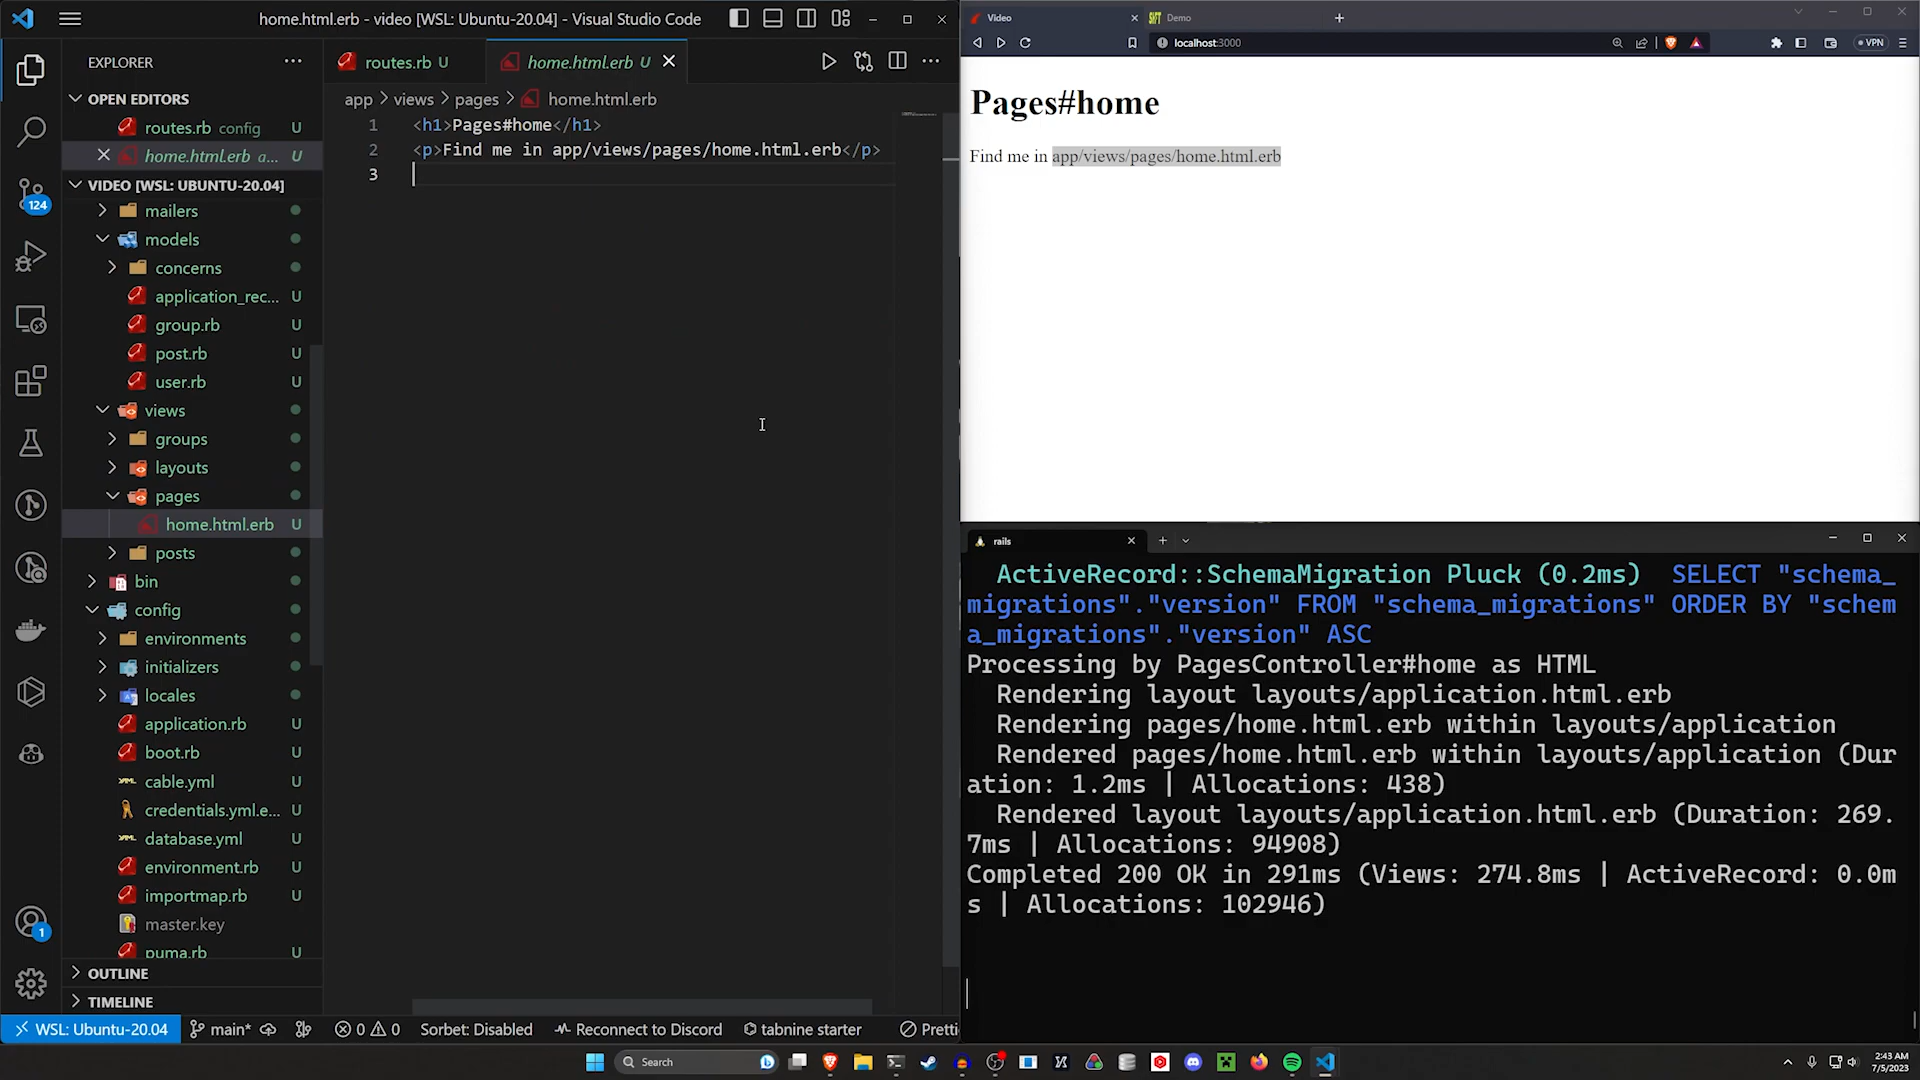 home.html.erb - video [WSL: Ubuntu-20.04] - Visual Studio Code
EXPLORER
OPEN EDITORS
routes.rb config U
home.html.erb a... U
VIDEO [WSL: UBUNTU-20.04]
mailers
models
concerns
application_rec... U
group.rb U
post.rb U
user.rb U
views
groups
layouts
pages
home.html.erb U
posts
bin
config
environments
initializers
locales
application.rb U
boot.rb U
cable.yml U
credentials.yml.e... U
database.yml U
environment.rb U
importmap.rb U
master.key
puma.rb U
OUTLINE
TIMELINE
124
1
routes.rb U
home.html.erb U
app > views > pages > home.html.erb
1 <h1>Pages#home</h1>
2 <p>Find me in app/views/pages/home.html.erb</p>
3
WSL: Ubuntu-20.04 main* 0 0 Sorbet: Disabled Reconnect to Discord tabnine starter Pretti
Video
Demo
localhost:3000
VPN
Pages#home
Find me in app/views/pages/home.html.erb
rails
ActiveRecord::SchemaMigration Pluck (0.2ms) SELECT "schema_
migrations"."version" FROM "schema_migrations" ORDER BY "schem
a_migrations"."version" ASC
Processing by PagesController#home as HTML
Rendering layout layouts/application.html.erb
Rendering pages/home.html.erb within layouts/application
Rendered pages/home.html.erb within layouts/application (Dur
ation: 1.2ms | Allocations: 438)
Rendered layout layouts/application.html.erb (Duration: 269.
7ms | Allocations: 94908)
Completed 200 OK in 291ms (Views: 274.8ms | ActiveRecord: 0.0m
s | Allocations: 102946)
Search
2:43 AM
7/5/2023